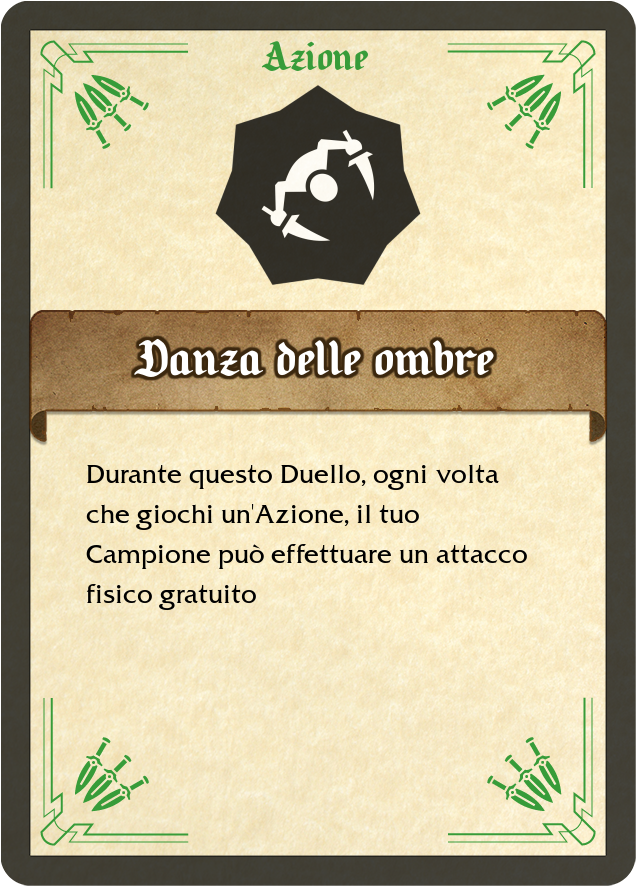 Azione
Danza delle ombre
Durante questo Duello, ogni volta
che giochi un'Azione, il tuo
Campione può effettuare un attacco
fisico gratuito